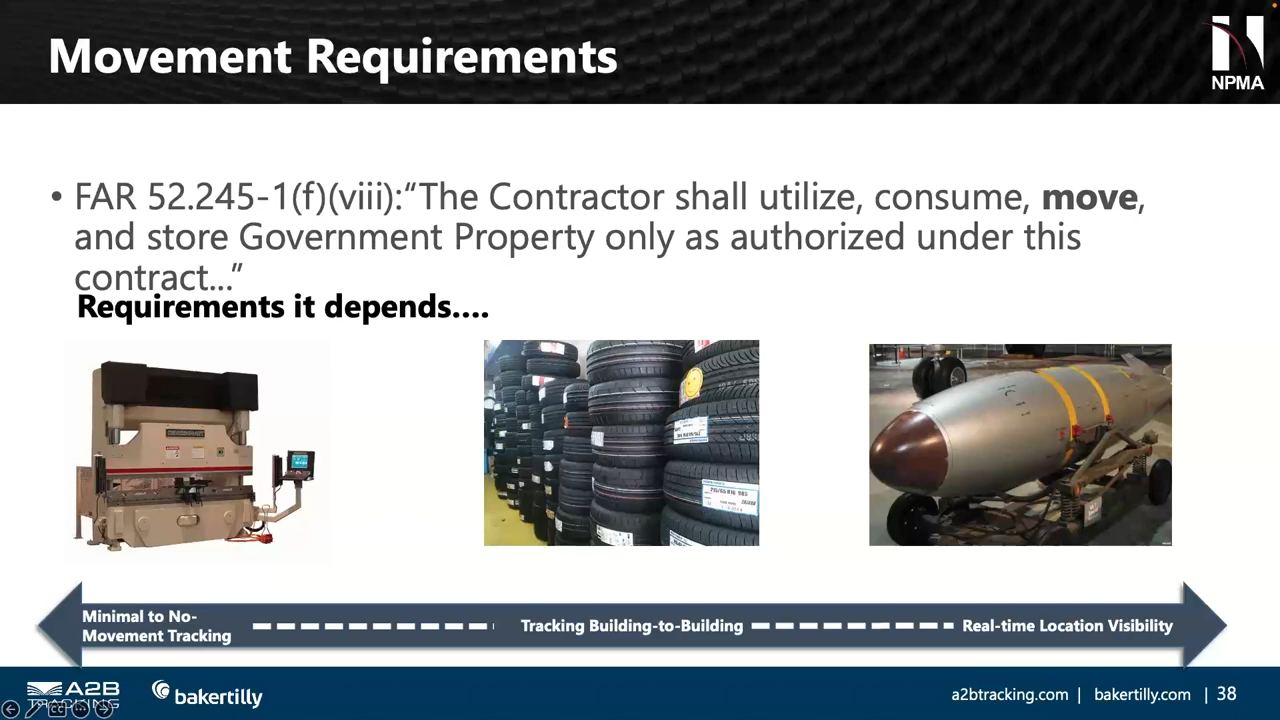 Movement Requirements
NPMA
• FAR 52.245-1(f)(viii):“The Contractor shall utilize, consume, move,
and store Government Property only as authorized under this
contract...”
Requirements it depends....
Minimal to No-
Movement Tracking
Tracking Building-to-Building
Real-time Location Visibility
A2B
TRACKING
bakertilly
a2btracking.com | bakertilly.com | 38